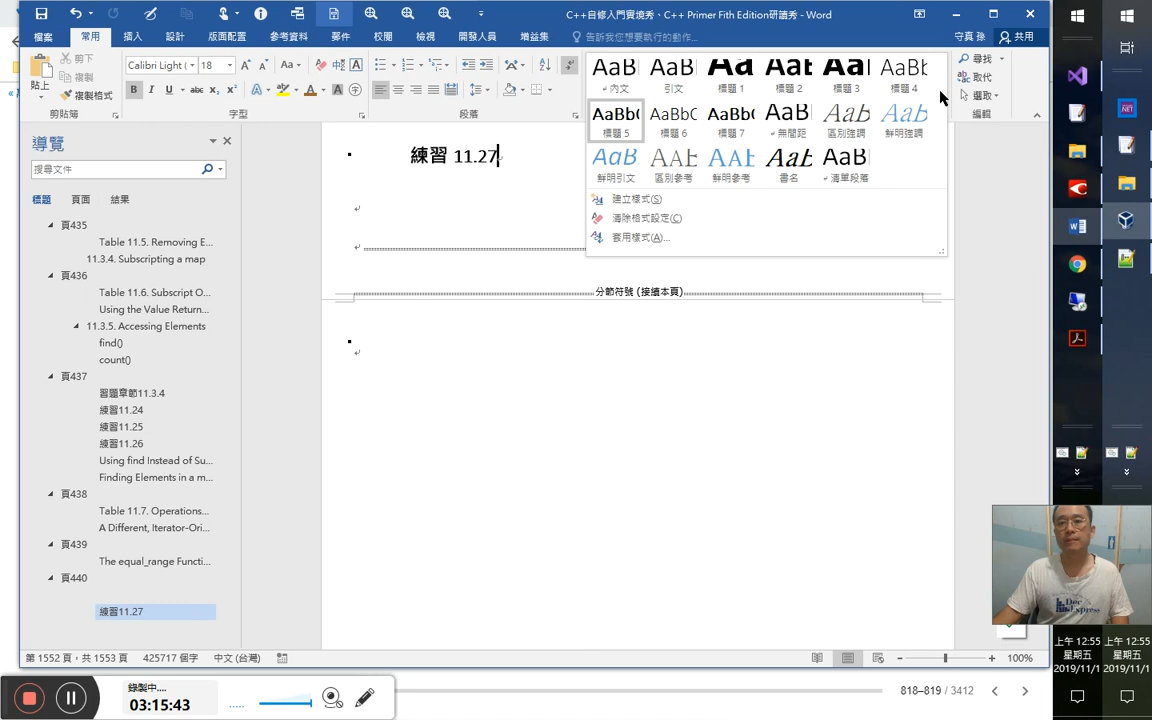 C++自修入門實境秀、C++ Primer Fith Edition研讀秀 - Word
檔案 常用 插入 設計 版面配置 參考資料 郵件 校閱 檢視 開發人員 增益集 告訴我您想要執行的動作... 守真 孫 共用
貼上 剪下 複製 複製格式 剪貼簿
Calibri Light ( 18 字型
段落
AaB AaB AaB AaB AaB AaBb
內文 引文 標題 1 標題 2 標題 3 標題 4
AaBb( AaBbC AaBb( AaB AaB AaBb
標題 5 標題 6 標題 7 無間距 區別強調 鮮明強調
AaB AAB AAB AaB AaB
鮮明引文 區別參考 鮮明參考 書名 清單段落
建立樣式(S)
清除格式設定(C)
套用樣式(A)...
尋找
取代
選取
編輯
導覽
搜尋文件
標題 頁面 結果
頁435
Table 11.5. Removing E...
11.3.4. Subscripting a map
頁436
Table 11.6. Subscript O...
Using the Value Return...
11.3.5. Accessing Elements
find()
count()
頁437
習題章節11.3.4
練習11.24
練習11.25
練習11.26
Using find Instead of Su...
Finding Elements in a m...
頁438
Table 11.7. Operations...
A Different, Iterator-Ori...
頁439
The equal_range Functi...
頁440
練習11.27
練習 11.27
分節符號 (接續本頁)
第 1552 頁，共 1553 頁 425717 個字 中文 (台灣) 100%
錄製中....
03:15:43
818–819 / 3412
上午 12:55 上午 12:55
星期五 星期五
2019/11/1 2019/11/1
Doc
Express